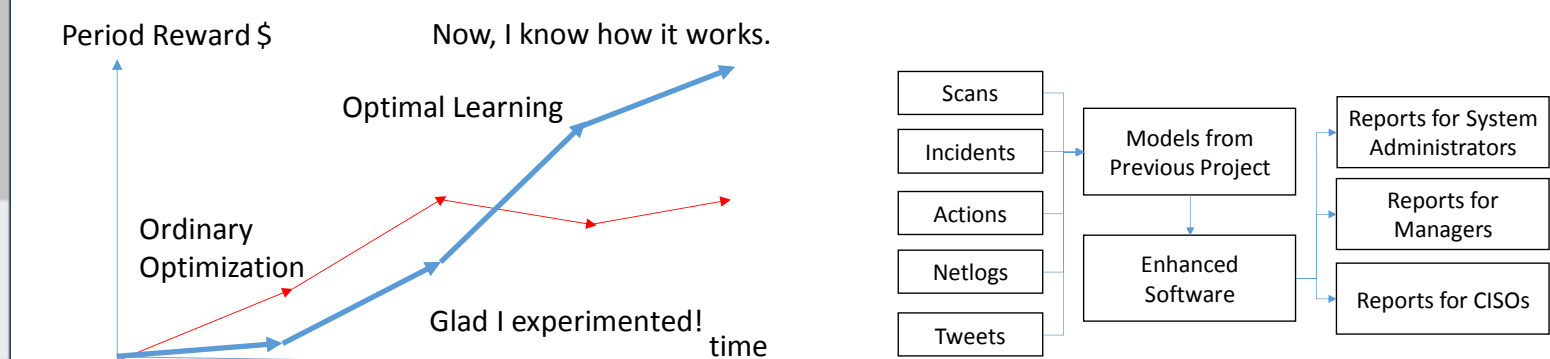 Period Reward $
Now, I know how it works.
Optimal Learning
Ordinary
Optimization
Glad I experimented!
time
Scans
Incidents
Actions
Netlogs
Tweets
Models from
Previous Project
Enhanced
Software
Reports for System
Administrators
Reports for
Managers
Reports for CISOs